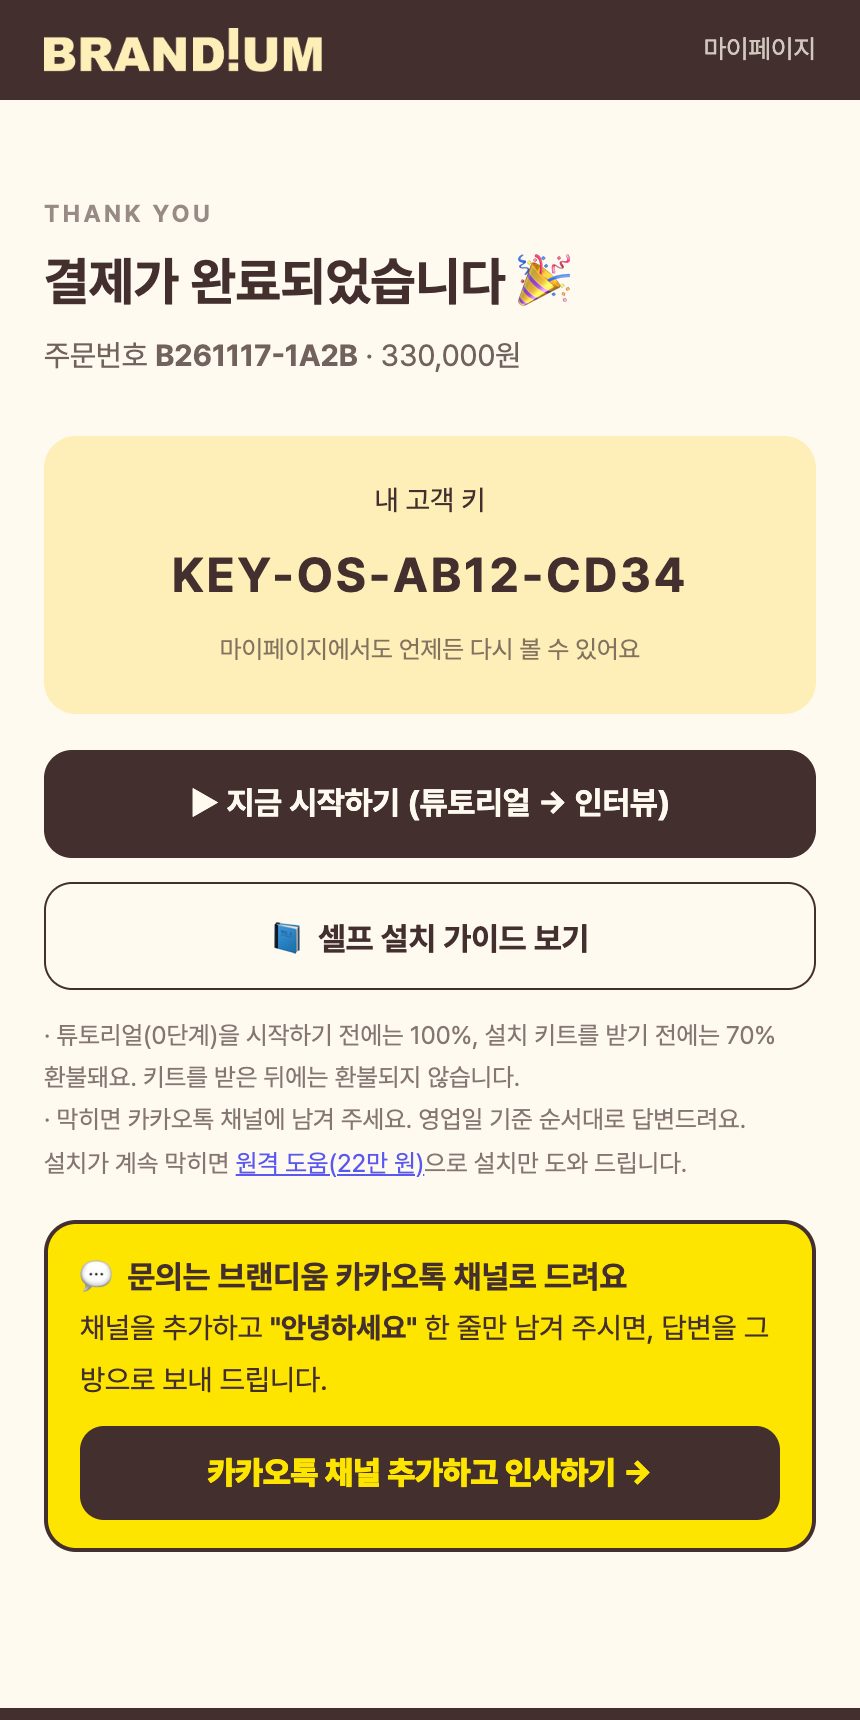 BRAND!UM
마이페이지
THANK YOU
결제가 완료되었습니다 🎉
주문번호 B261117-1A2B · 330,000원
내 고객 키
KEY-OS-AB12-CD34
마이페이지에서도 언제든 다시 볼 수 있어요
▶ 지금 시작하기 (튜토리얼 → 인터뷰)
📘 셀프 설치 가이드 보기
· 튜토리얼(0단계)을 시작하기 전에는 100%, 설치 키트를 받기 전에는 70%
환불돼요. 키트를 받은 뒤에는 환불되지 않습니다.
· 막히면 카카오톡 채널에 남겨 주세요. 영업일 기준 순서대로 답변드려요.
설치가 계속 막히면 원격 도움(22만 원)으로 설치만 도와 드립니다.
💬 문의는 브랜디움 카카오톡 채널로 드려요
채널을 추가하고 "안녕하세요" 한 줄만 남겨 주시면, 답변을 그
방으로 보내 드립니다.
카카오톡 채널 추가하고 인사하기 →